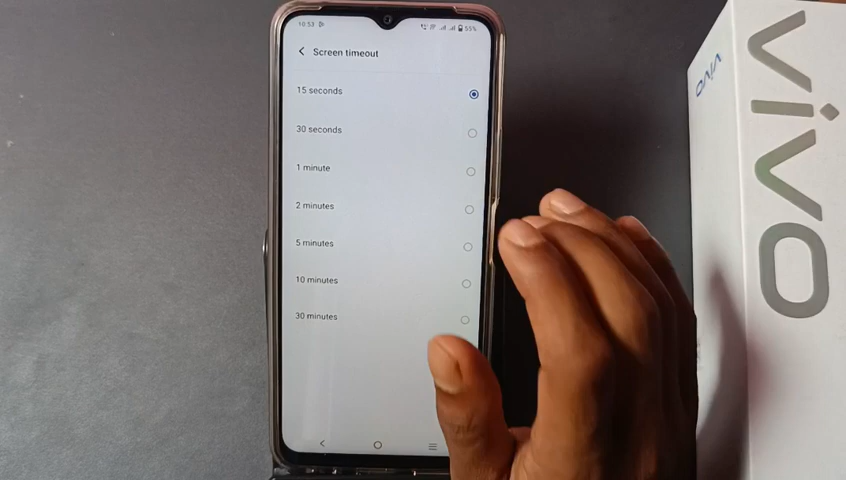 10:53
55%
Screen timeout
15 seconds
30 seconds
1 minute
2 minutes
5 minutes
10 minutes
30 minutes
vivo
vivo